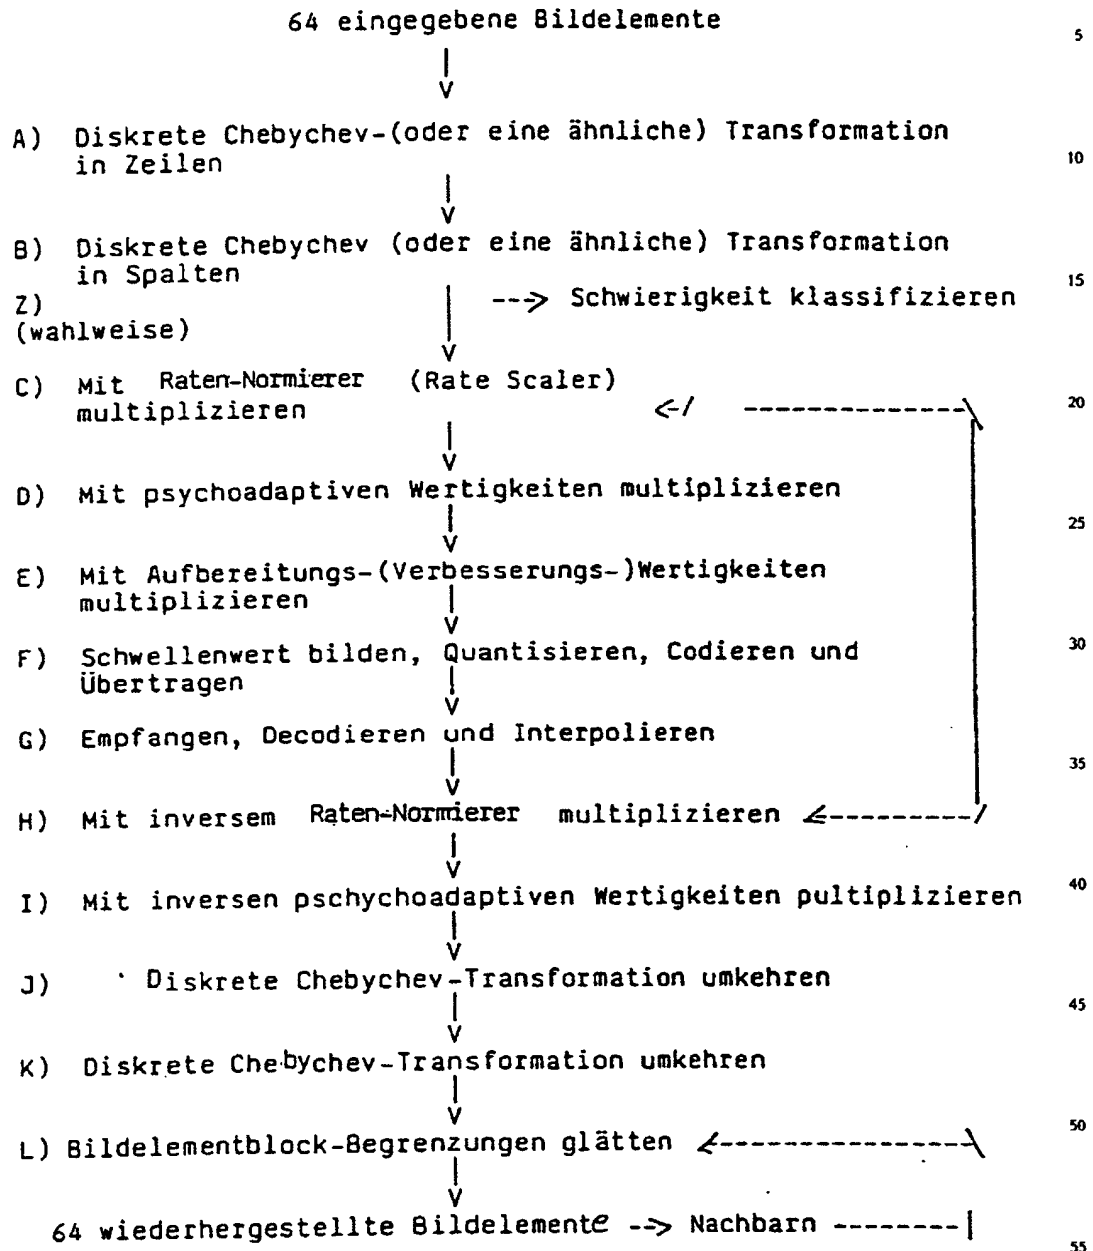 64 eingegebene Bildelemente
5
A) Diskrete Chebychev-(oder eine ähnliche) Transformation
in Zeilen
10
B) Diskrete Chebychev (oder eine ähnliche) Transformation
in Spalten
15
Z) ---> Schwierigkeit klassifizieren
(wahlweise)
C) Mit Raten-Normierer (Rate Scaler)
multiplizieren <-/ -------------\
20
D) Mit psychoadaptiven Wertigkeiten multiplizieren
25
E) Mit Aufbereitungs-(Verbesserungs-)Wertigkeiten
multiplizieren
F) Schwellenwert bilden, Quantisieren, Codieren und
30
Übertragen
G) Empfangen, Decodieren und Interpolieren
35
H) Mit inversem Raten-Normierer multiplizieren <---------/
I) Mit inversen pschychoadaptiven Wertigkeiten pultiplizieren
40
J) Diskrete Chebychev-Transformation umkehren
45
K) Diskrete Chebychev-Transformation umkehren
50
L) Bildelementblock-Begrenzungen glätten <----------------\
64 wiederhergestellte Bildelemente --> Nachbarn --------|
55